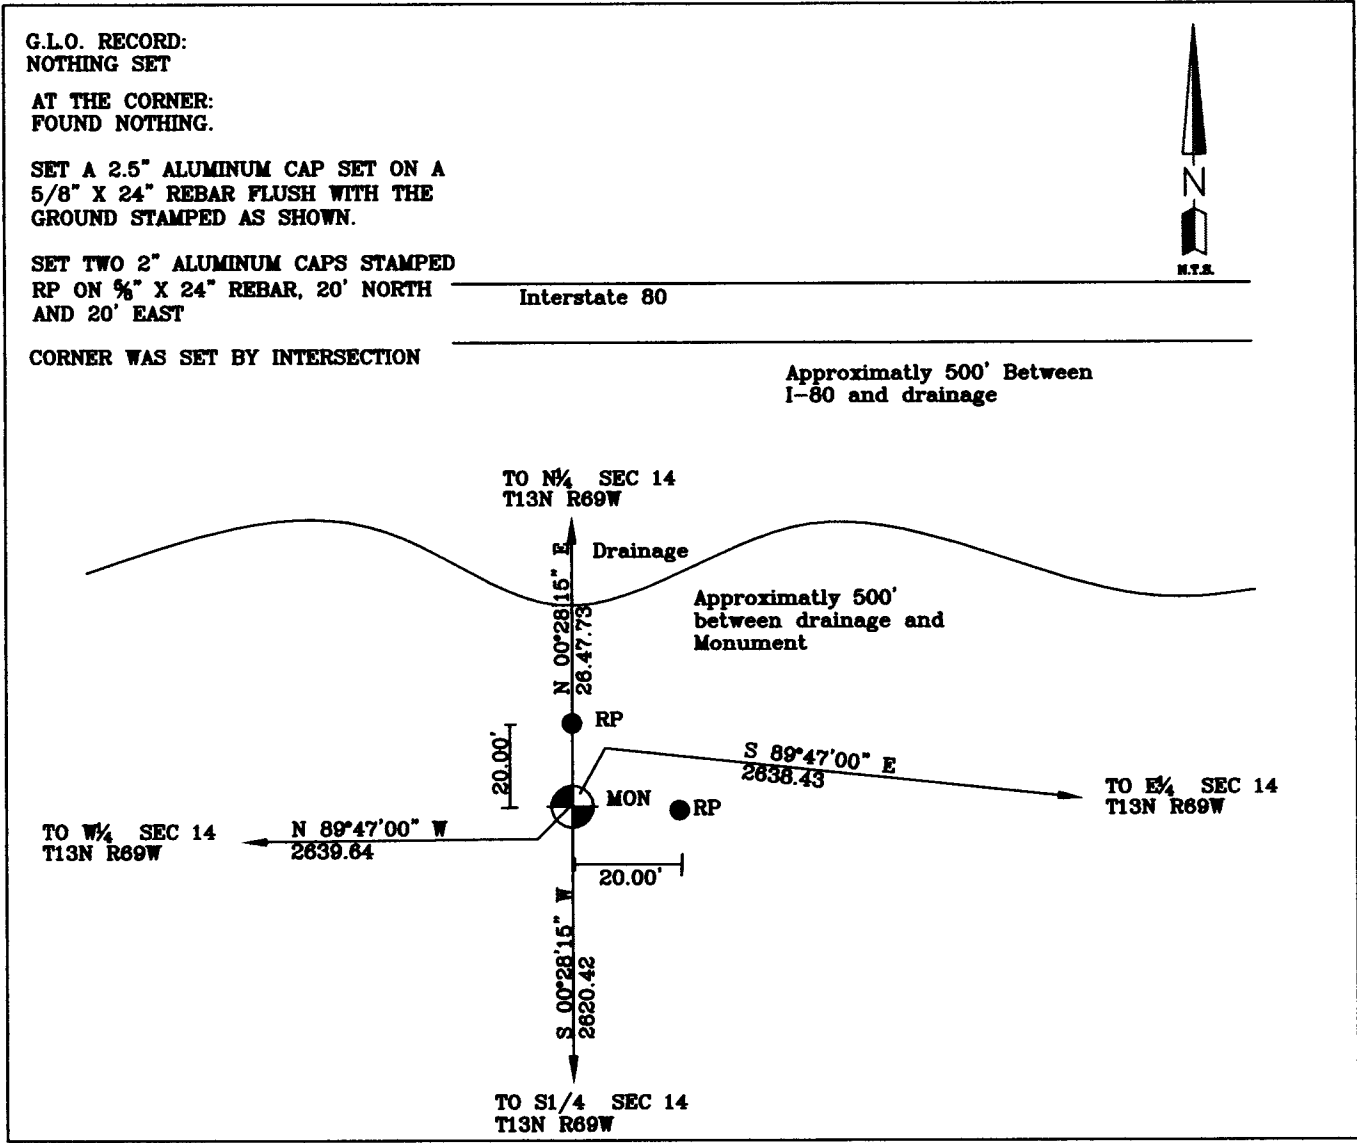 G.L.O. RECORD:
NOTHING SET
AT THE CORNER:
FOUND NOTHING.
SET A 2.5" ALUMINUM CAP SET ON A
5/8" X 24" REBAR FLUSH WITH THE
GROUND STAMPED AS SHOWN.
SET TWO 2" ALUMINUM CAPS STAMPED
RP ON ⅝" X 24" REBAR, 20' NORTH
AND 20' EAST
CORNER WAS SET BY INTERSECTION
N
N.T.S.
Interstate 80
Approximatly 500' Between
I-80 and drainage
TO N¼ SEC 14
T13N R69W
Drainage
N 00°28'15" E
26.47.73
Approximatly 500'
between drainage and
Monument
RP
20.00'
S 89°47'00" E
2638.43
TO E¼ SEC 14
T13N R69W
MON
RP
TO W¼ SEC 14
T13N R69W
N 89°47'00" W
2639.64
20.00'
S 00°28'15" W
2620.42
TO S1/4 SEC 14
T13N R69W